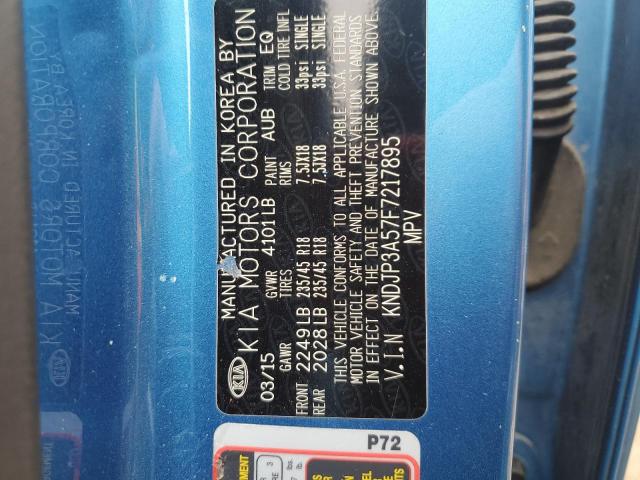 KIA MANUFACTURED IN KOREA BY
KIA MOTORS CORPORATION
03/15 GVWR 4101LB PAINT AUB TRIM EQ
GAWR TIRES RIMS COLD TIRE INFL
FRONT 2249LB 235/45 R18 7.5JX18 33psi SINGLE
REAR 2028LB 235/45 R18 7.5JX18 33psi SINGLE
THIS VEHICLE CONFORMS TO ALL APPLICABLE U.S.A. FEDERAL
MOTOR VEHICLE SAFETY AND THEFT PREVENTION STANDARDS
IN EFFECT ON THE DATE OF MANUFACTURE SHOWN ABOVE.
V.I.N KNDJP3A57F7217895
MPV
P72